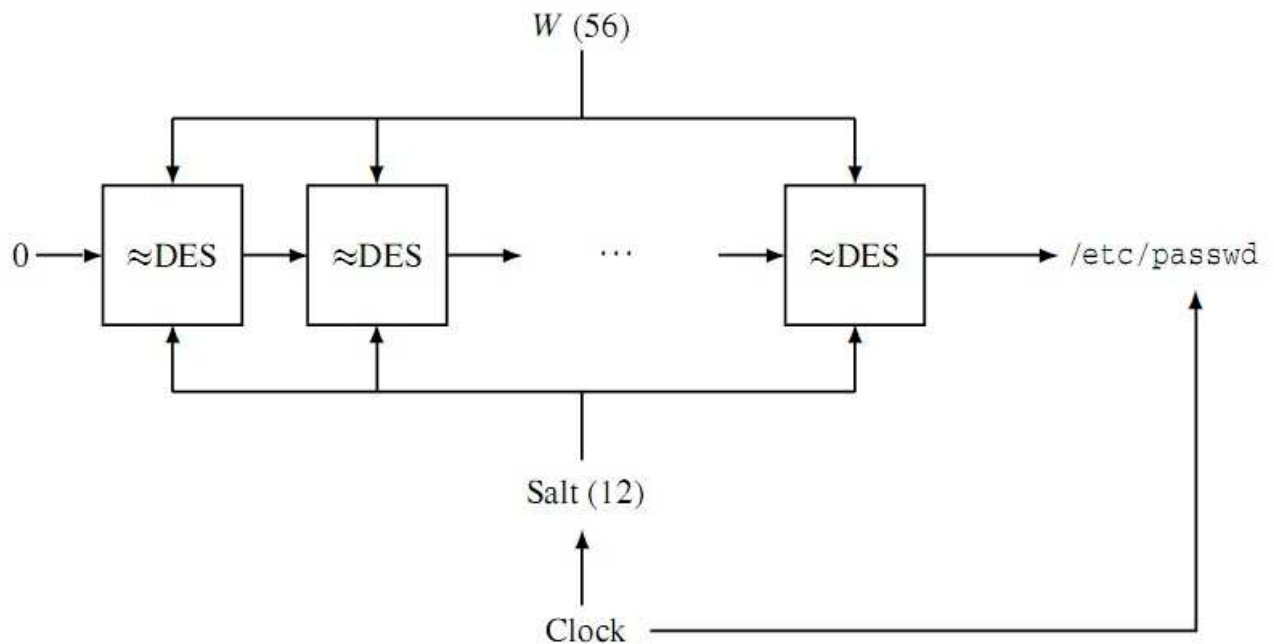 W (56)
0
≈DES
≈DES
...
≈DES
/etc/passwd
Salt (12)
Clock